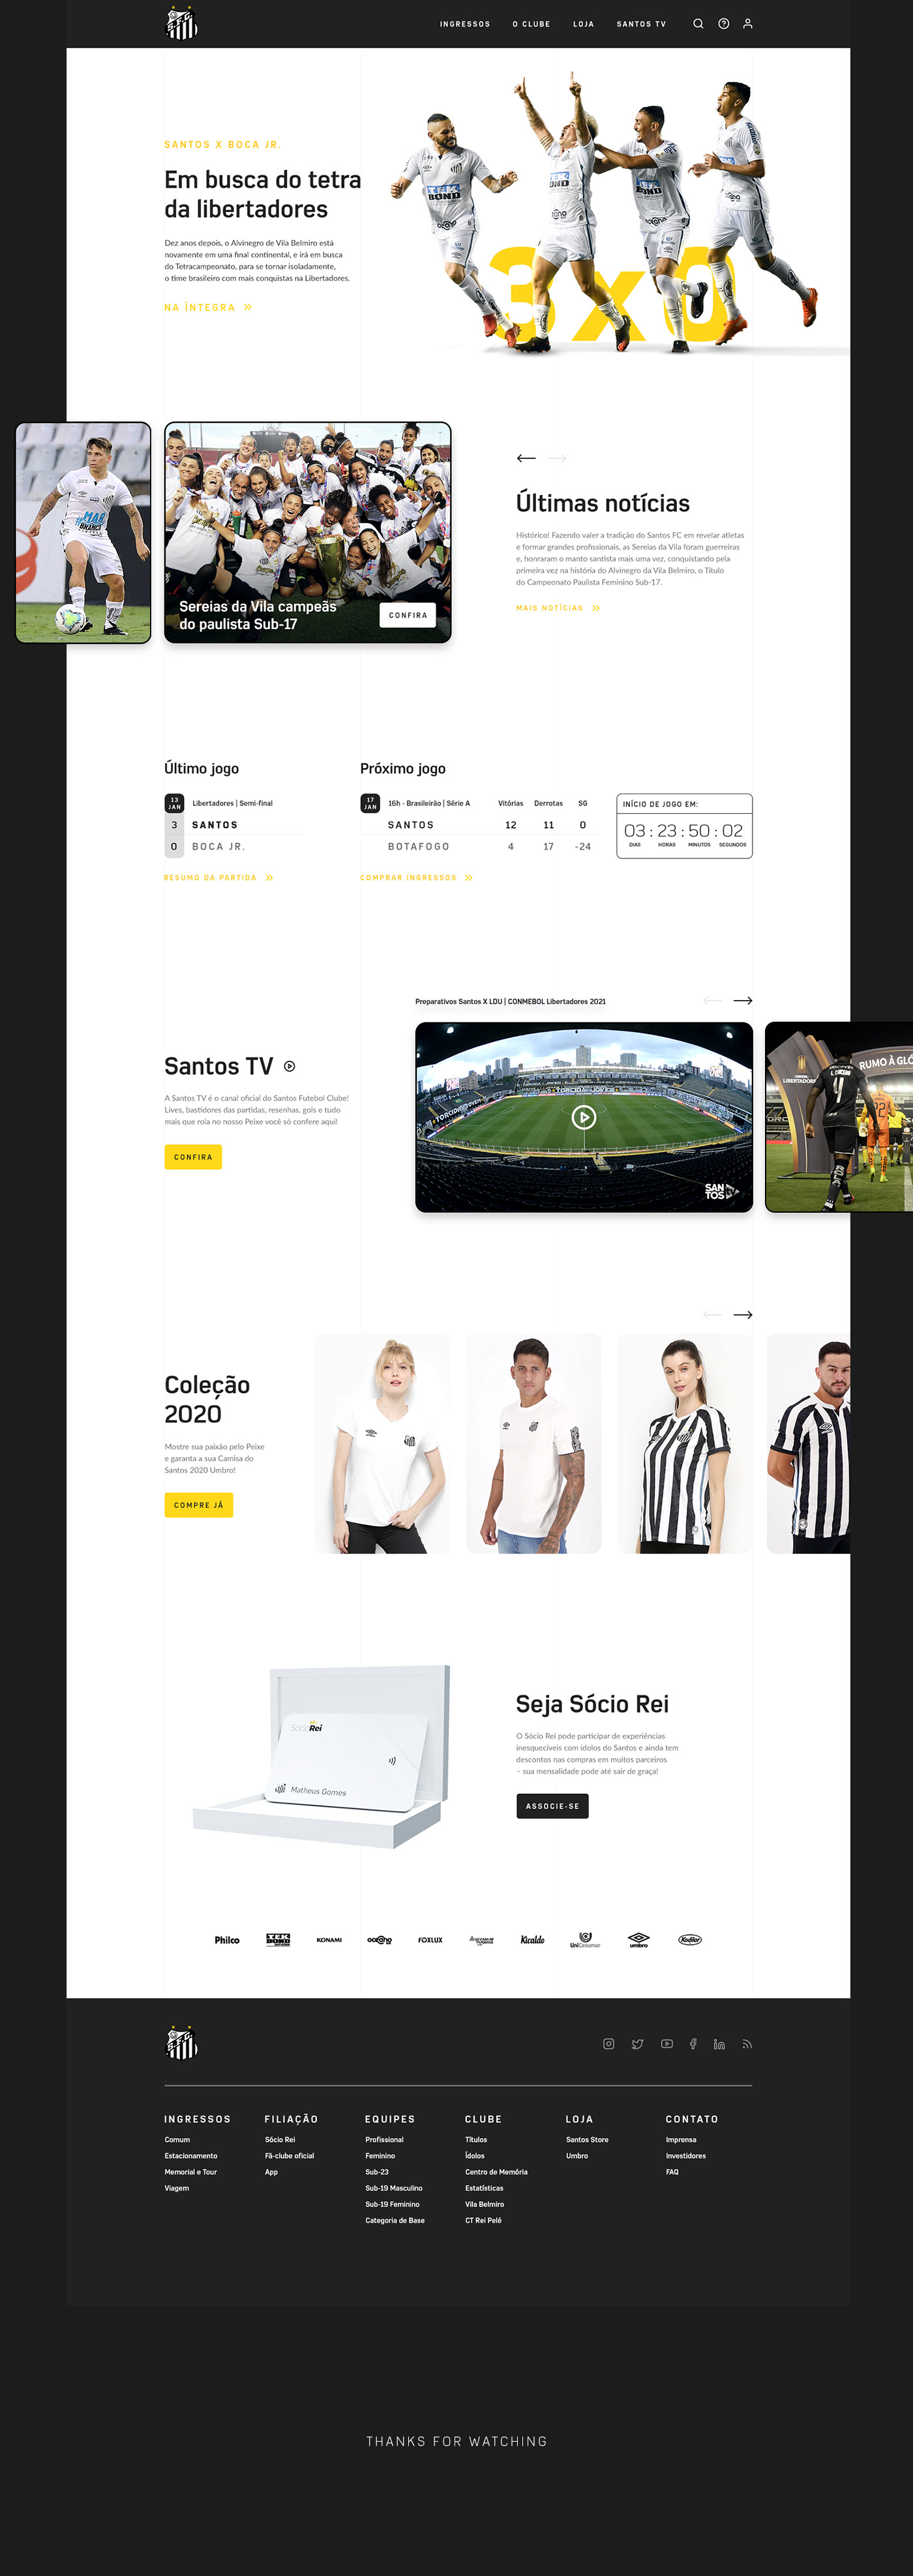 INGRESSOS O CLUBE LOJA SANTOS TV
SANTOS X BOCA JR.
Em busca do tetra
da libertadores
Dez anos depois, o Alvinegro de Vila Belmiro está
novamente em uma final continental, e irá em busca
do Tetracampeonato, para se tornar isoladamente,
o time brasileiro com mais conquistas na Libertadores.
NA ÍNTEGRA
3x0
TEK BOND
Sereias da Vila campeãs
do paulista Sub-17
CONFIRA
Últimas notícias
Histórico! Fazendo valer a tradição do Santos FC em revelar atletas
e formar grandes profissionais, as Sereias da Vila foram guerreiras
e, honraram o manto santista mais uma vez, conquistando pela
primeira vez na história do Alvinegro da Vila Belmiro, o Título
do Campeonato Paulista Feminino Sub-17.
MAIS NOTÍCIAS
Último jogo
13 JAN Libertadores | Semi-final
3 SANTOS
0 BOCA JR.
RESUMO DA PARTIDA
Próximo jogo
17 JAN 16h - Brasileirão | Série A Vitórias Derrotas SG
SANTOS 12 11 0
BOTAFOGO 4 17 -24
COMPRAR INGRESSOS
INÍCIO DE JOGO EM:
03 : 23 : 50 : 02
DIAS HORAS MINUTOS SEGUNDOS
Preparativos Santos X LDU | CONMEBOL Libertadores 2021
Santos TV
A Santos TV é o canal oficial do Santos Futebol Clube!
Lives, bastidores das partidas, resenhas, gols e tudo
mais que rola no nosso Peixe você só confere aqui!
CONFIRA
SAN
TOS
LIBERTADORES
RUMO À GLÓ
4
Coleção
2020
Mostre sua paixão pelo Peixe
e garanta a sua Camisa do
Santos 2020 Umbro!
COMPRE JÁ
SócioRei
Matheus Gomes
Seja Sócio Rei
O Sócio Rei pode participar de experiências
inesquecíveis com ídolos do Santos e ainda tem
descontos nas compras em muitos parceiros
– sua mensalidade pode até sair de graça!
ASSOCIE-SE
Philco TEK BOND KONAMI FOXLUX Kicaldo UniCesumar umbro Kodilar
INGRESSOS
Comum
Estacionamento
Memorial e Tour
Viagem
FILIAÇÃO
Sócio Rei
Fã-clube oficial
App
EQUIPES
Profissional
Feminino
Sub-23
Sub-19 Masculino
Sub-19 Feminino
Categoria de Base
CLUBE
Títulos
Ídolos
Centro de Memória
Estatísticas
Vila Belmiro
CT Rei Pelé
LOJA
Santos Store
Umbro
CONTATO
Imprensa
Investidores
FAQ
THANKS FOR WATCHING